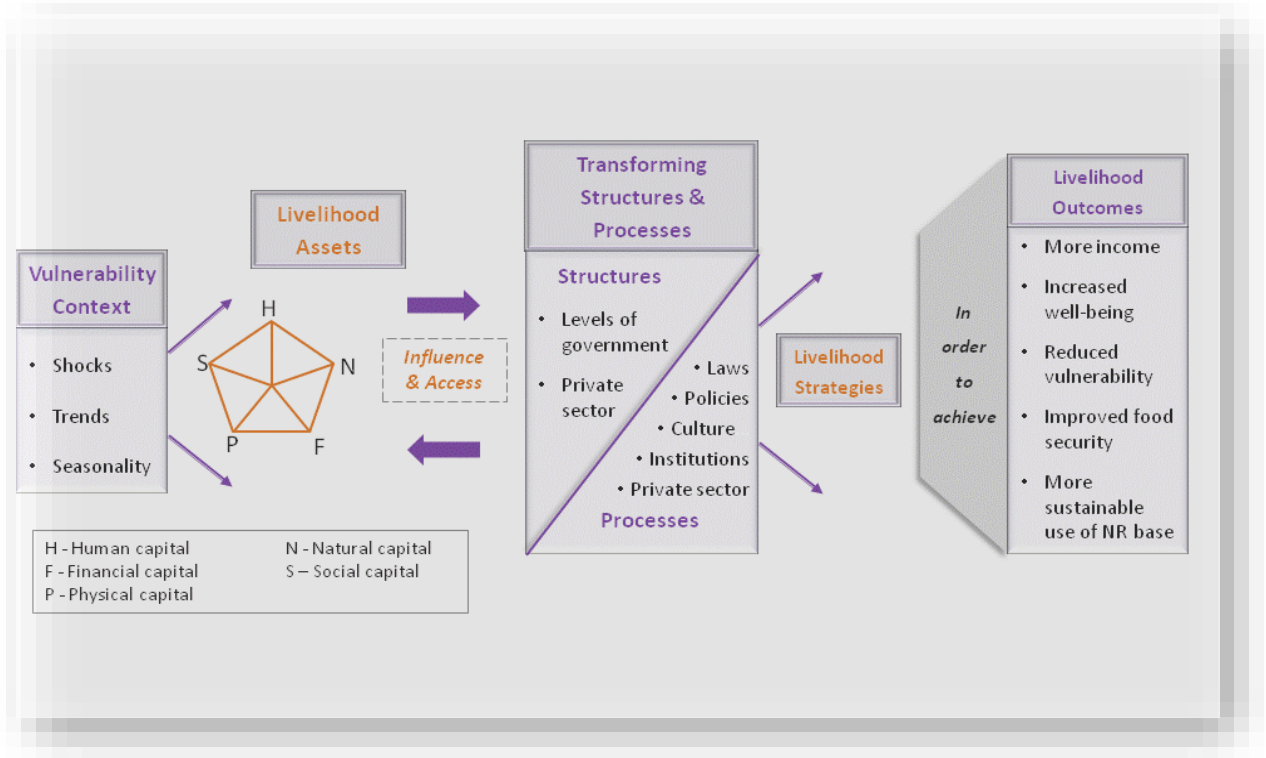 Vulnerability
Context
• Shocks
• Trends
• Seasonality
Livelihood
Assets
H
S
N
P
F
Influence
& Access
H - Human capital
F - Financial capital
P - Physical capital
N - Natural capital
S – Social capital
Transforming
Structures &
Processes
Structures
• Levels of
government
• Private
sector
• Laws
• Policies
• Culture
• Institutions
• Private sector
Processes
Livelihood
Strategies
In
order
to
achieve
Livelihood
Outcomes
• More income
• Increased
well-being
• Reduced
vulnerability
• Improved food
security
• More
sustainable
use of NR base